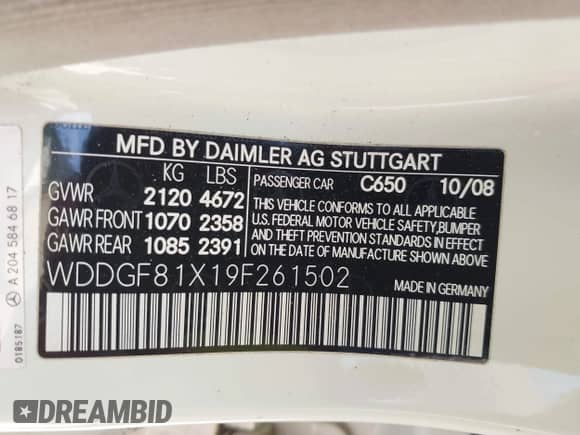 MFD BY DAIMLER AG STUTTGART
KG LBS
GVWR 2120 4672
GAWR FRONT 1070 2358
GAWR REAR 1085 2391
PASSENGER CAR C650 10/08
THIS VEHICLE CONFORMS TO ALL APPLICABLE
U.S. FEDERAL MOTOR VEHICLE SAFETY,BUMPER
AND THEFT PREVENTION STANDARDS IN EFFECT
ON THE DATE OF MANUFACTURE SHOWN ABOVE
WDDGF81X19F261502
MADE IN GERMANY
A 204 584 68 17
0185187
DREAMBID